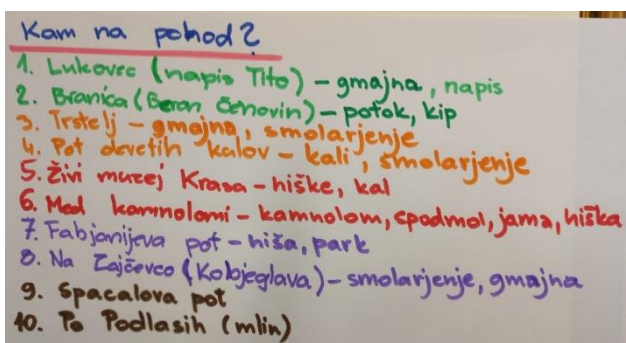 Kam na pohod?
1. Lukovec (napis Tito) – gmajna, napis
2. Branica (Beran Čehovin) – potok, kip
3. Trstelj – gmajna, smolarjenje
4. Pot devetih kalov – kali, smolarjenje
5. Živi muzej Krasa – hiške, kal
6. Med kamnolomi – kamnolom, spodmol, jama, hiška
7. Fabjanijeva pot – hiša, park
8. Na Zajčevco (Kobjeglava) – smolarjenje, gmajna
9. Spacalova pot
10. Po Podlasih (mlin)